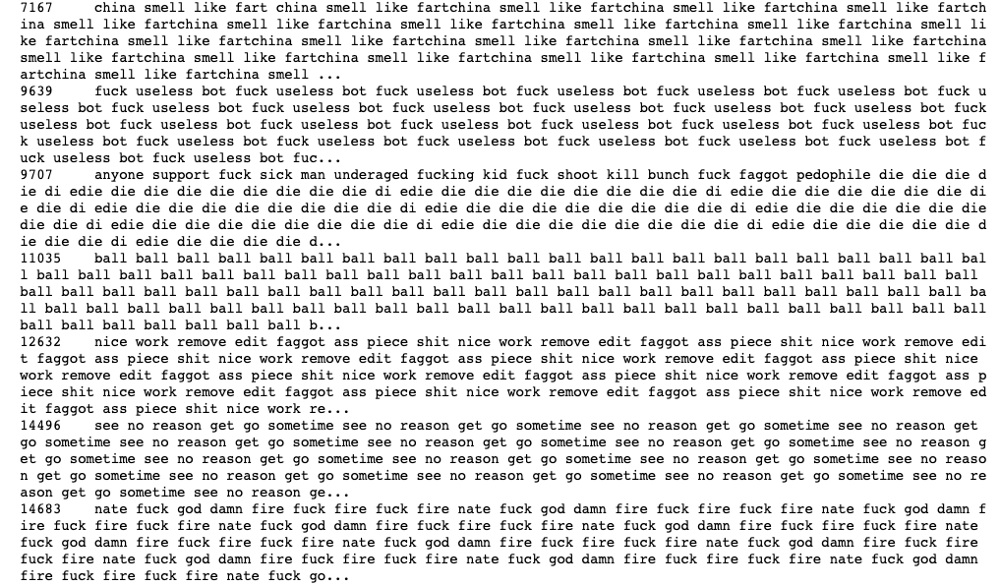 7167     china smell like fart china smell like fartchina smell like fartchina smell like fartchina smell like fartch
ina smell like fartchina smell like fartchina smell like fartchina smell like fartchina smell like fartchina smell li
ke fartchina smell like fartchina smell like fartchina smell like fartchina smell like fartchina smell like fartchina
smell like fartchina smell like fartchina smell like fartchina smell like fartchina smell like fartchina smell like f
artchina smell like fartchina smell ...
9639     fuck useless bot fuck useless bot fuck useless bot fuck useless bot fuck useless bot fuck useless bot fuck u
seless bot fuck useless bot fuck useless bot fuck useless bot fuck useless bot fuck useless bot fuck useless bot fuck
useless bot fuck useless bot fuck useless bot fuck useless bot fuck useless bot fuck useless bot fuck useless bot fuc
k useless bot fuck useless bot fuck useless bot fuck useless bot fuck useless bot fuck useless bot fuck useless bot f
uck useless bot fuck useless bot fuc...
9707     anyone support fuck sick man underaged fucking kid fuck shoot kill bunch fuck faggot pedophile die die die d
ie di edie die die die die die die die die die di edie die die die die die die die die die die di edie die die die die die die die die die di
e die di edie die die die die die die die die die die di edie die die die die die die die die die die di edie die die die die die die die die
die die di edie die die die die die die die die die die di edie die die die die die die die die die die di edie die die die die die die die die d
ie die die di edie die die die die die d...
11035     ball ball ball ball ball ball ball ball ball ball ball ball ball ball ball ball ball ball ball ball ball bal
l ball ball ball ball ball ball ball ball ball ball ball ball ball ball ball ball ball ball ball ball ball ball ball
ball ball ball ball ball ball ball ball ball ball ball ball ball ball ball ball ball ball ball ball ball ball ball ba
ll ball ball ball ball ball ball ball ball ball ball ball ball ball ball ball ball ball ball ball ball ball ball ball
ball ball ball ball ball ball ball b...
12632     nice work remove edit faggot ass piece shit nice work remove edit faggot ass piece shit nice work remove edi
t faggot ass piece shit nice work remove edit faggot ass piece shit nice work remove edit faggot ass piece shit nice
work remove edit faggot ass piece shit nice work remove edit faggot ass piece shit nice work remove edit faggot ass p
iece shit nice work remove edit faggot ass piece shit nice work remove edit faggot ass piece shit nice work remove ed
it faggot ass piece shit nice work re...
14496     see no reason get go sometime see no reason get go sometime see no reason get go sometime see no reason get
go sometime see no reason get go sometime see no reason get go sometime see no reason get go sometime see no reason g
et go sometime see no reason get go sometime see no reason get go sometime see no reason get go sometime see no reaso
n get go sometime see no reason get go sometime see no reason get go sometime see no reason get go sometime see no re
ason get go sometime see no reason ge...
14683     nate fuck god damn fire fuck fire fuck fire nate fuck god damn fire fuck fire fuck fire nate fuck god damn f
ire fuck fire fuck fire nate fuck god damn fire fuck fire fuck fire nate fuck god damn fire fuck fire fuck fire nate
fuck god damn fire fuck fire fuck fire nate fuck god damn fire fuck fire fuck fire nate fuck god damn fire fuck fire
fuck fire nate fuck god damn fire fuck fire fuck fire nate fuck god damn fire fuck fire fuck fire nate fuck god damn
fire fuck fire fuck fire nate fuck go...